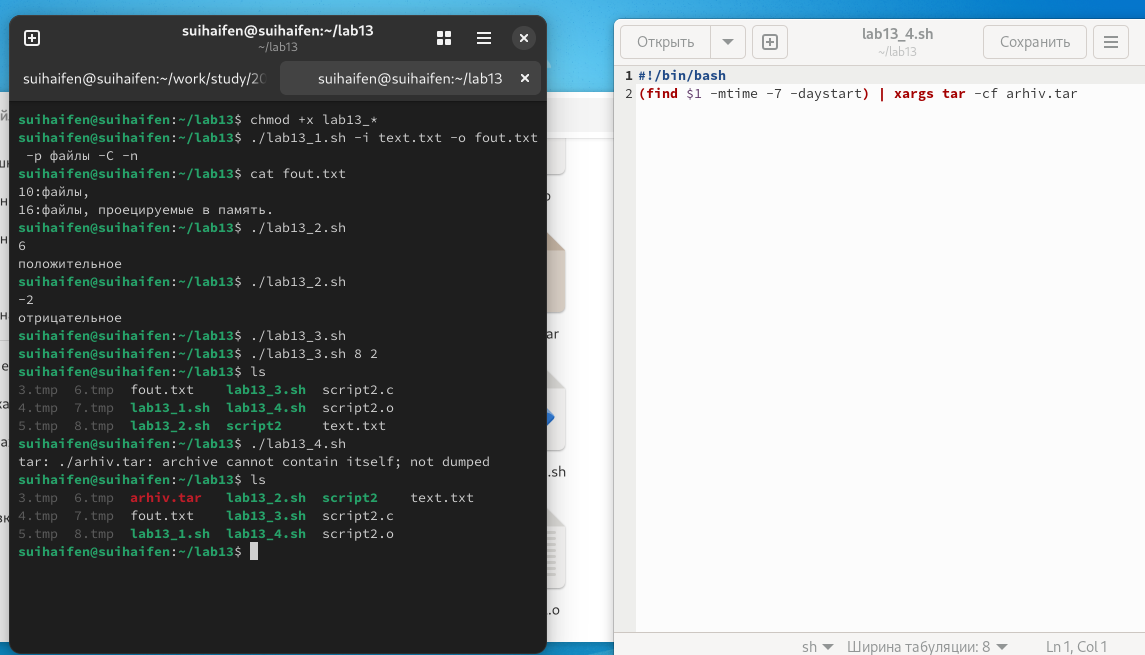 suihaifen@suihaifen:~/lab13
~/lab13
suihaifen@suihaifen:~/work/study/20
suihaifen@suihaifen:~/lab13
suihaifen@suihaifen:~/lab13$ chmod +x lab13_*
suihaifen@suihaifen:~/lab13$ ./lab13_1.sh -i text.txt -o fout.txt
-p файлы -C -n
suihaifen@suihaifen:~/lab13$ cat fout.txt
10:файлы,
16:файлы, проецируемые в память.
suihaifen@suihaifen:~/lab13$ ./lab13_2.sh
6
положительное
suihaifen@suihaifen:~/lab13$ ./lab13_2.sh
-2
отрицательное
suihaifen@suihaifen:~/lab13$ ./lab13_3.sh
suihaifen@suihaifen:~/lab13$ ./lab13_3.sh 8 2
suihaifen@suihaifen:~/lab13$ ls
3.tmp 6.tmp fout.txt lab13_3.sh script2.c
4.tmp 7.tmp lab13_1.sh lab13_4.sh script2.o
5.tmp 8.tmp lab13_2.sh script2 text.txt
suihaifen@suihaifen:~/lab13$ ./lab13_4.sh
tar: ./arhiv.tar: archive cannot contain itself; not dumped
suihaifen@suihaifen:~/lab13$ ls
3.tmp 6.tmp arhiv.tar lab13_2.sh script2 text.txt
4.tmp 7.tmp fout.txt lab13_3.sh script2.c
5.tmp 8.tmp lab13_1.sh lab13_4.sh script2.o
suihaifen@suihaifen:~/lab13$
ar
.sh
.o
Открыть
lab13_4.sh
~/lab13
Сохранить
1 #!/bin/bash
2 (find $1 -mtime -7 -daystart) | xargs tar -cf arhiv.tar
sh Ширина табуляции: 8 Ln 1, Col 1